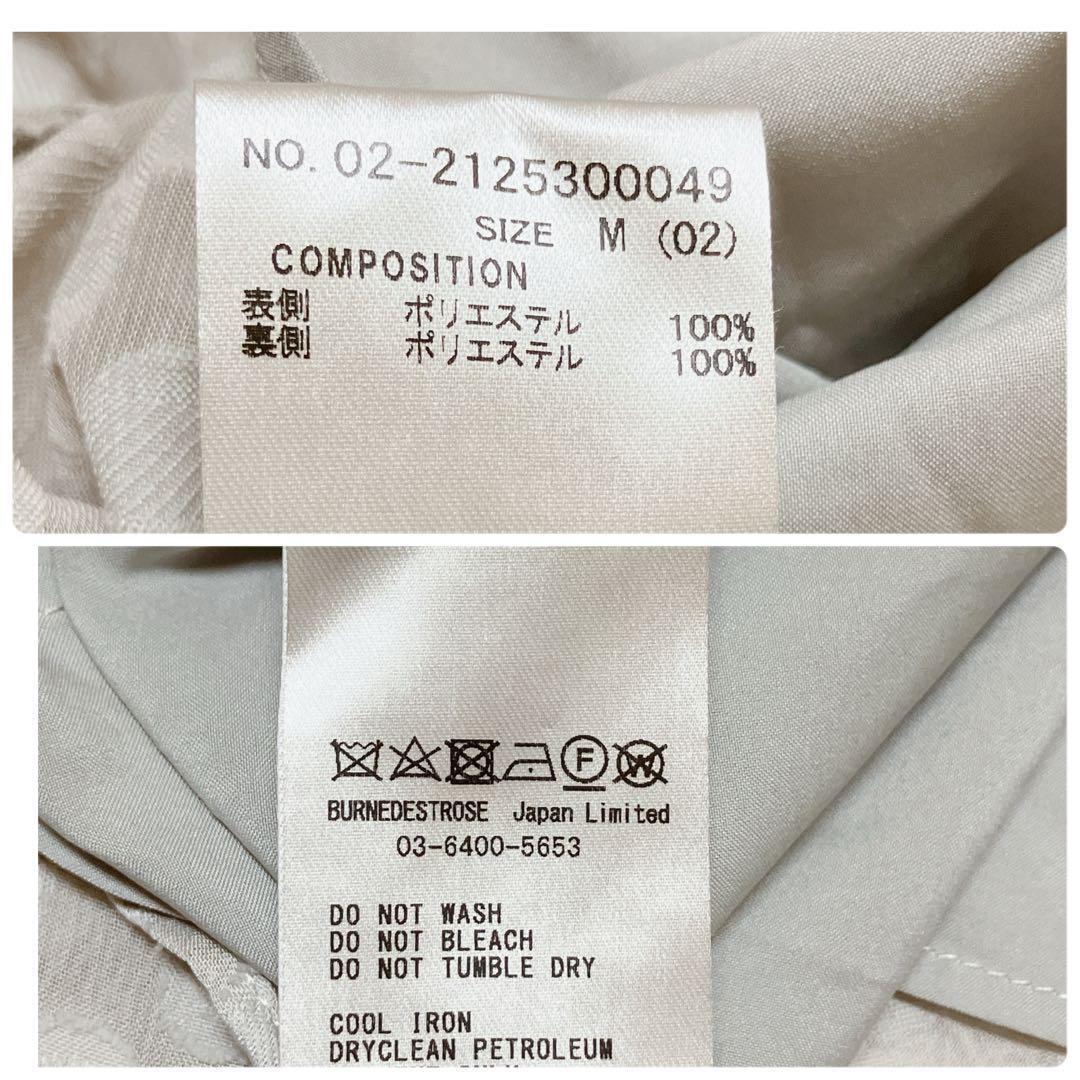 NO. 02-2125300049
SIZE M (02)
COMPOSITION
表側 ポリエステル 100%
裏側 ポリエステル 100%
F W
BURNEDESTROSE Japan Limited
03-6400-5653
DO NOT WASH
DO NOT BLEACH
DO NOT TUMBLE DRY
COOL IRON
DRYCLEAN PETROLEUM